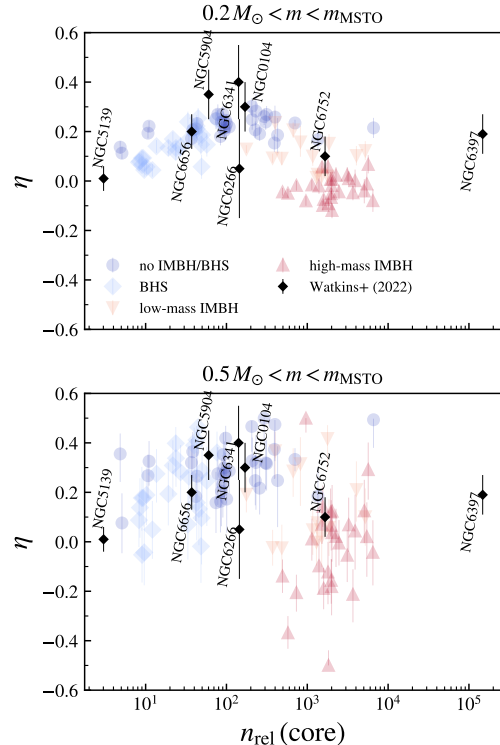 0.2 M⊙ < m < mMSTO
0.6
0.4
0.2
0.0
−0.2
−0.4
−0.6
η
NGC5139
NGC6656
NGC5904
NGC6341
NGC6266
NGC0104
NGC6752
NGC6397
no IMBH/BHS
BHS
low-mass IMBH
high-mass IMBH
Watkins+ (2022)
0.5 M⊙ < m < mMSTO
0.6
0.4
0.2
0.0
−0.2
−0.4
−0.6
η
NGC5139
NGC6656
NGC5904
NGC6341
NGC6266
NGC0104
NGC6752
NGC6397
10¹ 10² 10³ 10⁴ 10⁵
nrel (core)